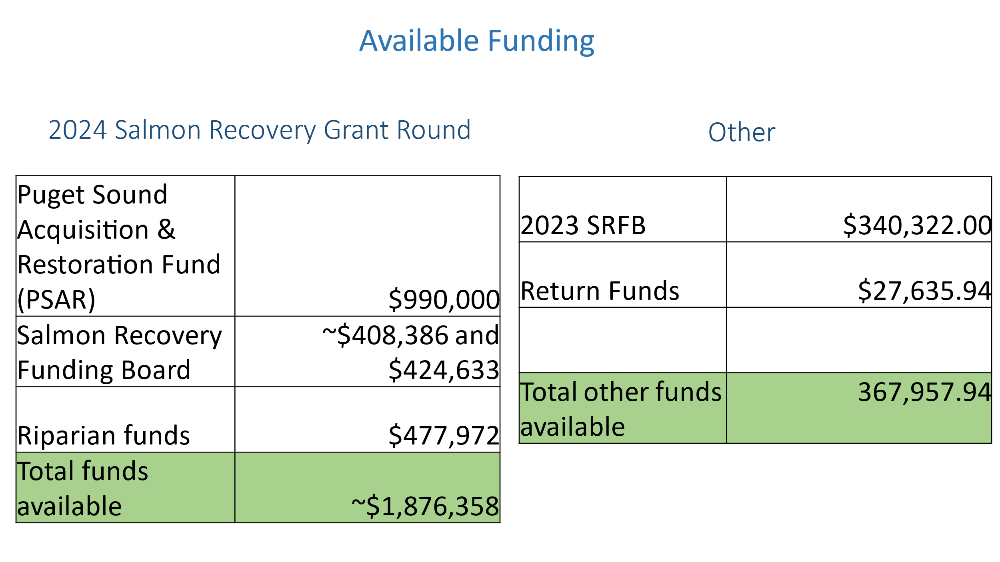 Available Funding
2024 Salmon Recovery Grant Round
Puget Sound
Acquisition &
Restoration Fund
(PSAR)
$990,000
Salmon Recovery
Funding Board
~$408,386 and
$424,633
Riparian funds
$477,972
Total funds
available
~$1,876,358
Other
2023 SRFB
$340,322.00
Return Funds
$27,635.94
Total other funds
available
367,957.94